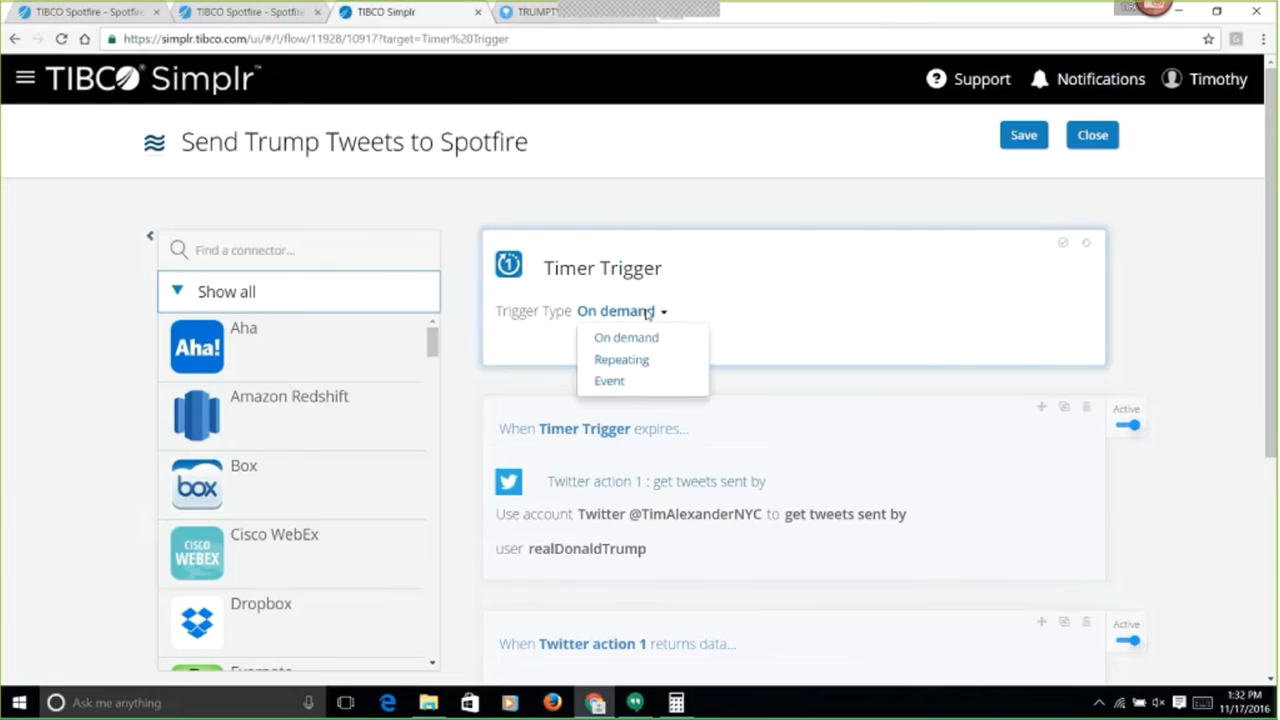 TIBCO Spotfire - Spotfi
TIBCO Spotfire - Spotfi
TIBCO Simplr
TRUMPT
https://simplr.tibco.com/ui/#/!/flow/11928/10917?target=Timer%20Trigger
TIBCO® Simplr™
Support
Notifications
Timothy
Send Trump Tweets to Spotfire
Save
Close
Find a connector...
Show all
Aha!
Aha
Amazon Redshift
box
Box
CISCO
WEBEX
Cisco WebEx
Dropbox
Timer Trigger
Trigger Type On demand
On demand
Repeating
Event
When Timer Trigger expires...
Active
Twitter action 1 : get tweets sent by
Use account Twitter @TimAlexanderNYC to get tweets sent by
user realDonaldTrump
When Twitter action 1 returns data...
Active
Ask me anything
1:32 PM
11/17/2016